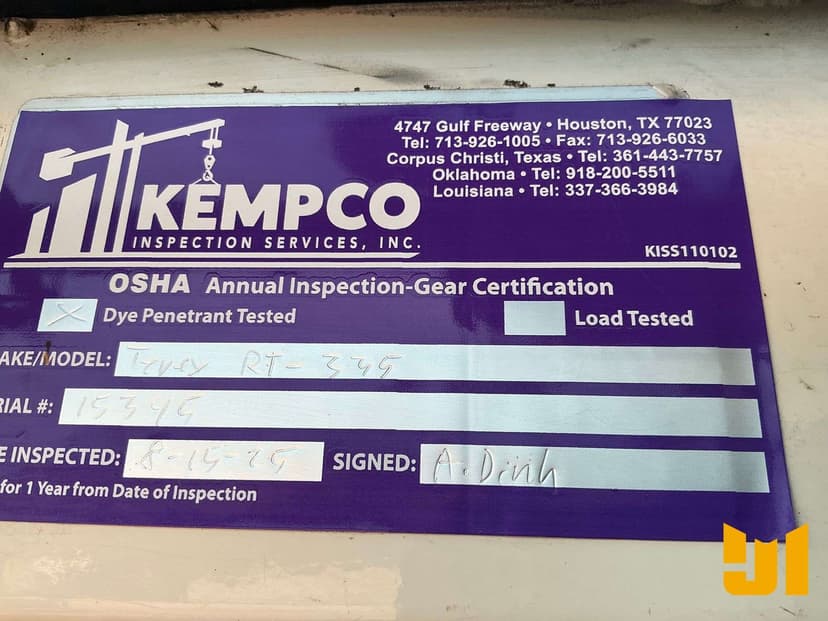 4747 Gulf Freeway • Houston, TX 77023
Tel: 713-926-1005 • Fax: 713-926-6033
Corpus Christi, Texas • Tel: 361-443-7757
Oklahoma • Tel: 918-200-5511
Louisiana • Tel: 337-366-3984
KEMPCO
INSPECTION SERVICES, INC.
KISS110102
OSHA Annual Inspection-Gear Certification
X Dye Penetrant Tested Load Tested
AKE/MODEL: Terex RT-335
RIAL #: 15345
E INSPECTED: 8-15-25 SIGNED: A. Dinh
for 1 Year from Date of Inspection